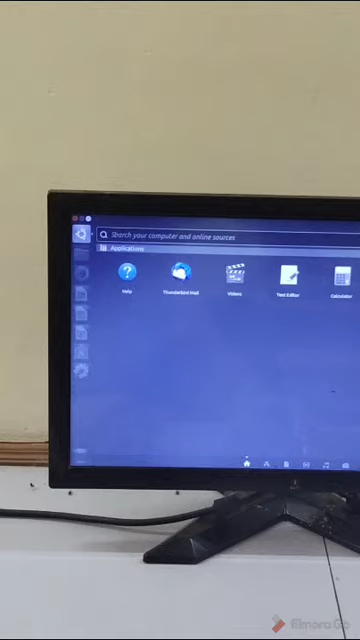 Search your computer and online sources
Applications
Help
Thunderbird Mail
Videos
Text Editor
Calculator
filmora Go